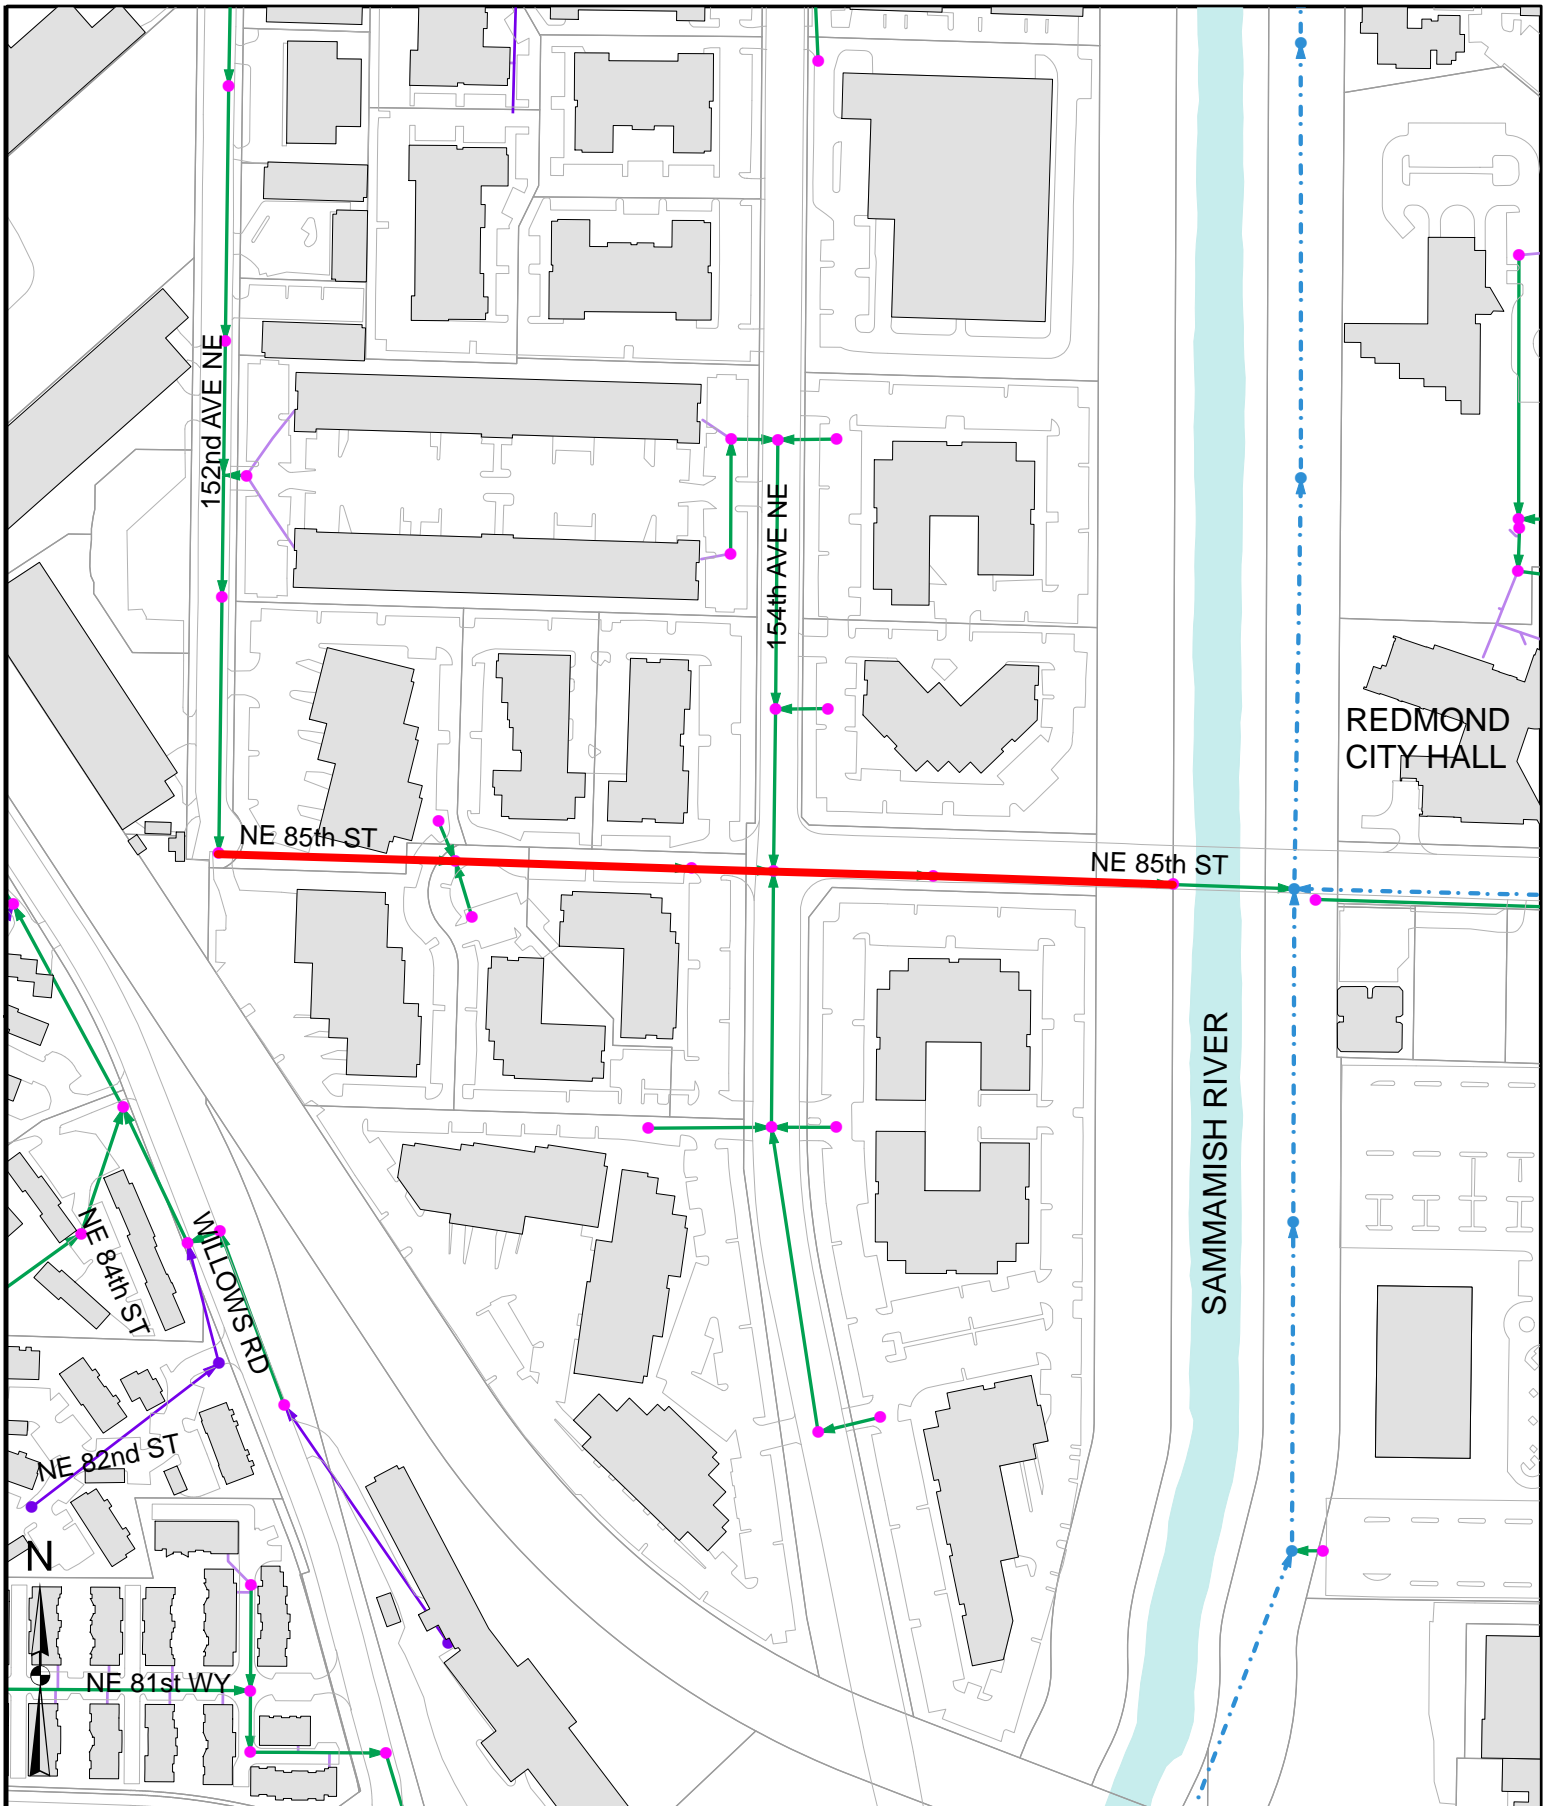 152nd AVE NE
154th AVE NE
REDMOND
CITY HALL
NE 85th ST
NE 85th ST
SAMMAMISH RIVER
NE 84th ST
WILLOWS RD
NE 82nd ST
N
NE 81st WY